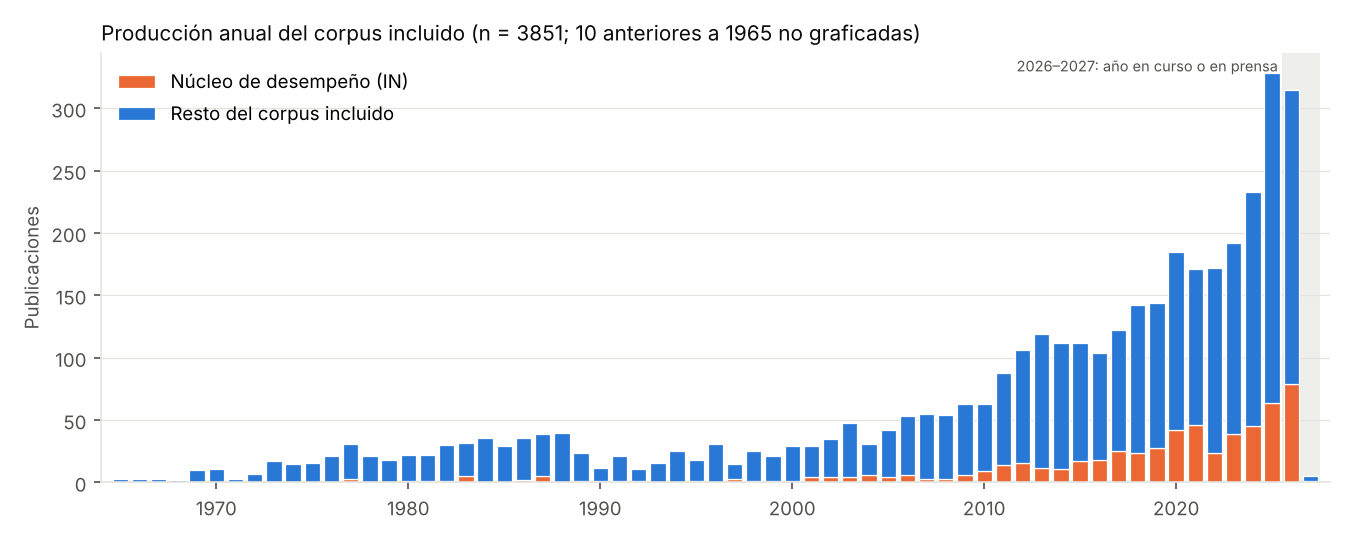 Producción anual del corpus incluido (n = 3851; 10 anteriores a 1965 no graficadas)
2026–2027: año en curso o en prensa
Núcleo de desempeño (IN)
Resto del corpus incluido
Publicaciones
300
250
200
150
100
50
0
1970
1980
1990
2000
2010
2020